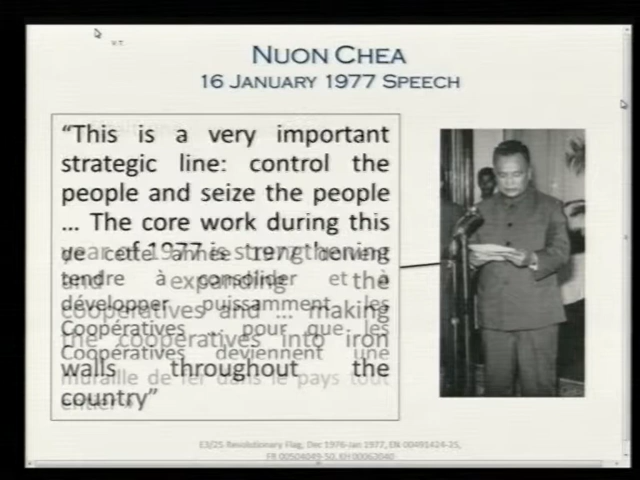 V.T.
NUON CHEA
16 JANUARY 1977 SPEECH
“This is a very important
strategic line: control the
people and seize the people
... The core work during this
year of 1977 is strengthening
de cette année 1977 doivent
tendre à consolider et à
and expanding the
développer puissamment les
cooperatives and ... making
Coopératives ... pour que les
the cooperatives into iron
Coopératives deviennent une
walls throughout the
muraille de fer dans le pays tout
country”
entier
E3/25 Revolutionary Flag, Dec 1976-Jan 1977, EN 00491424-25,
FR 00504049-50, KH 00063040